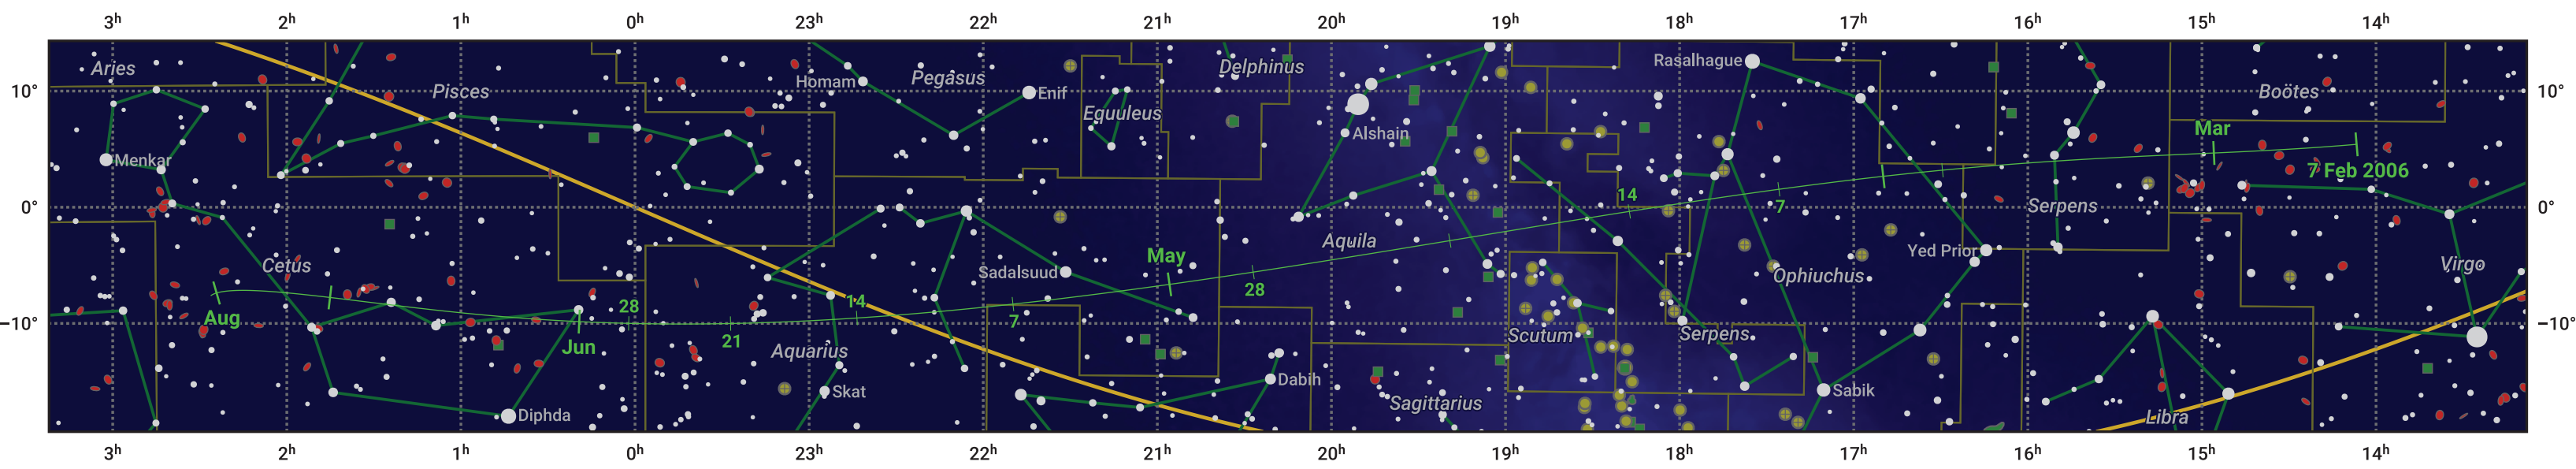 3h 2h 1h 0h 23h 22h 21h 20h 19h 18h 17h 16h 15h 14h
Aries
Homam
Pegasus
Delphinus
Rasalhague
10°
Pisces
Enif
Boötes
10°
Equuleus
Alshain
Mar
Menkar
7 Feb 2006
14
7
0°
Serpens
0°
Aquila
Yed Prior
May
Cetus
Sadalsuud
Ophiuchus
Virgo
28
Aug
28
14
7
−10°
21
Jun
Aquarius
Scutum
Serpens
−10°
Dabih
Skat
Sabik
Sagittarius
Diphda
Libra
3h 2h 1h 0h 23h 22h 21h 20h 19h 18h 17h 16h 15h 14h